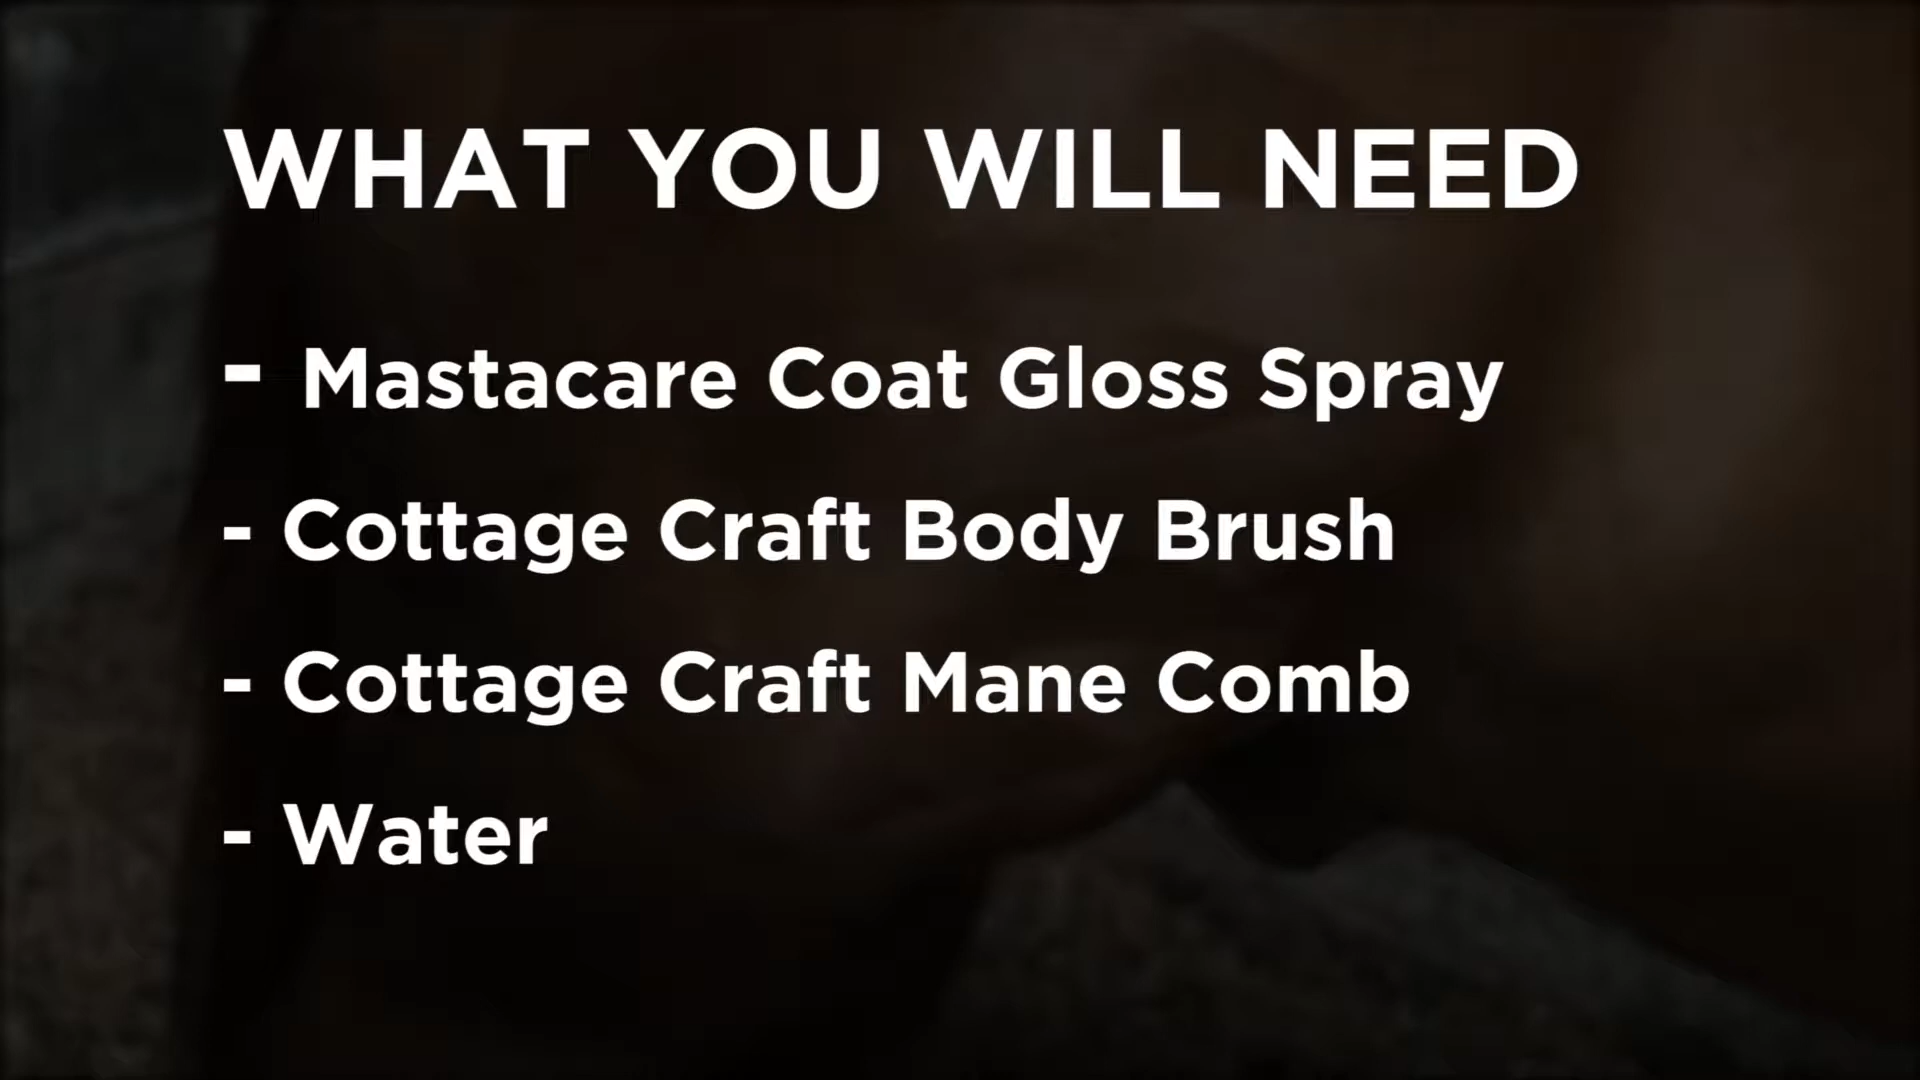 WHAT YOU WILL NEED
- Mastacare Coat Gloss Spray
- Cottage Craft Body Brush
- Cottage Craft Mane Comb
- Water